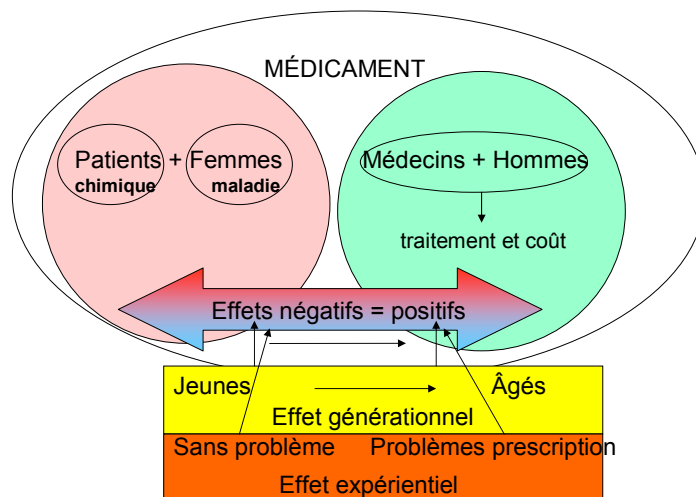 MÉDICAMENT
Patients + Femmes
chimique maladie
Médecins + Hommes
traitement et coût
Effets négatifs = positifs
Jeunes Âgés
Effet générationnel
Sans problème Problèmes prescription
Effet expérientiel